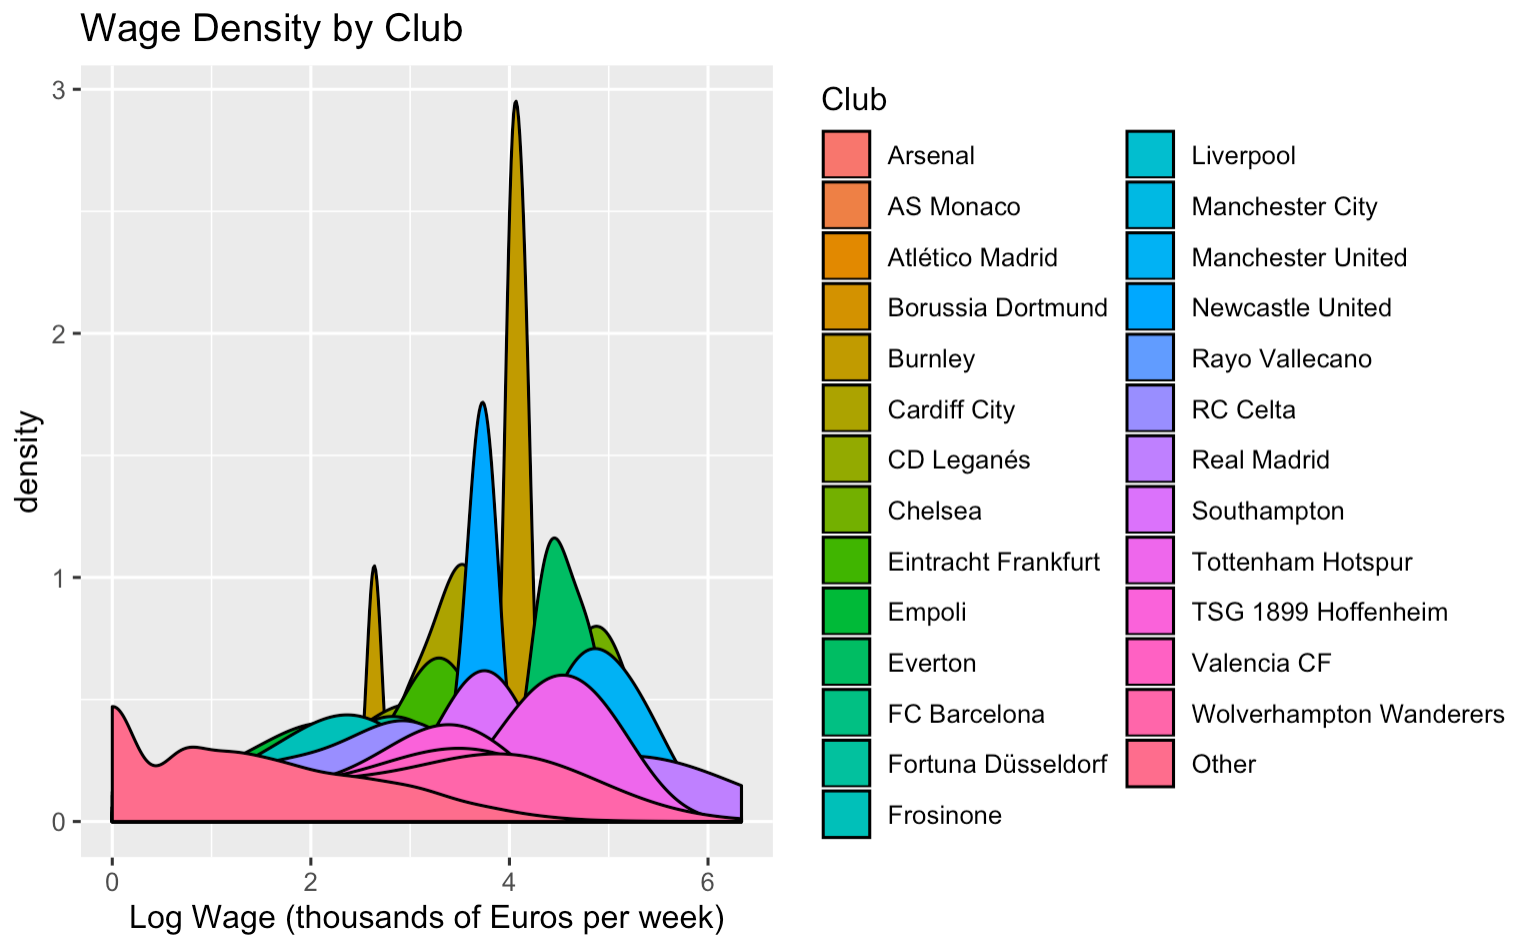 Wage Density by Club
3
2
1
0
density
0 2 4 6
Log Wage (thousands of Euros per week)
Club
Arsenal
AS Monaco
Atlético Madrid
Borussia Dortmund
Burnley
Cardiff City
CD Leganés
Chelsea
Eintracht Frankfurt
Empoli
Everton
FC Barcelona
Fortuna Düsseldorf
Frosinone
Liverpool
Manchester City
Manchester United
Newcastle United
Rayo Vallecano
RC Celta
Real Madrid
Southampton
Tottenham Hotspur
TSG 1899 Hoffenheim
Valencia CF
Wolverhampton Wanderers
Other